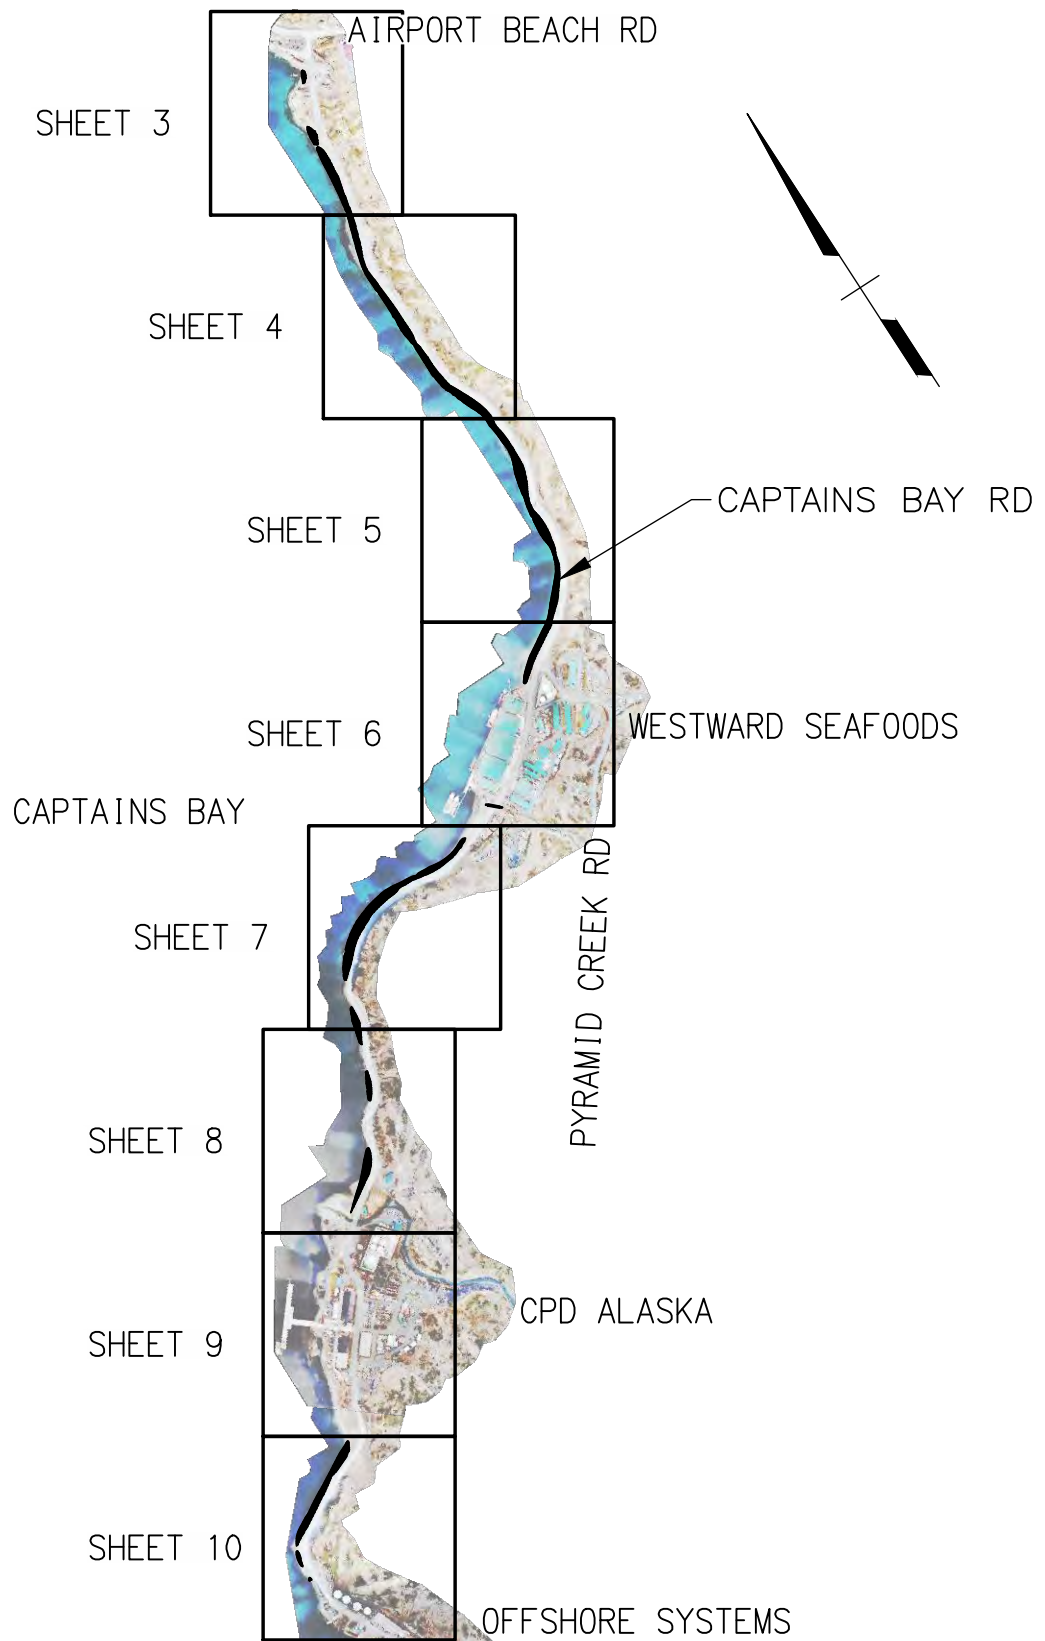 AIRPORT BEACH RD
SHEET 3
SHEET 4
CAPTAINS BAY RD
SHEET 5
SHEET 6
WESTWARD SEAFOODS
CAPTAINS BAY
PYRAMID CREEK RD
SHEET 7
SHEET 8
CPD ALASKA
SHEET 9
SHEET 10
OFFSHORE SYSTEMS